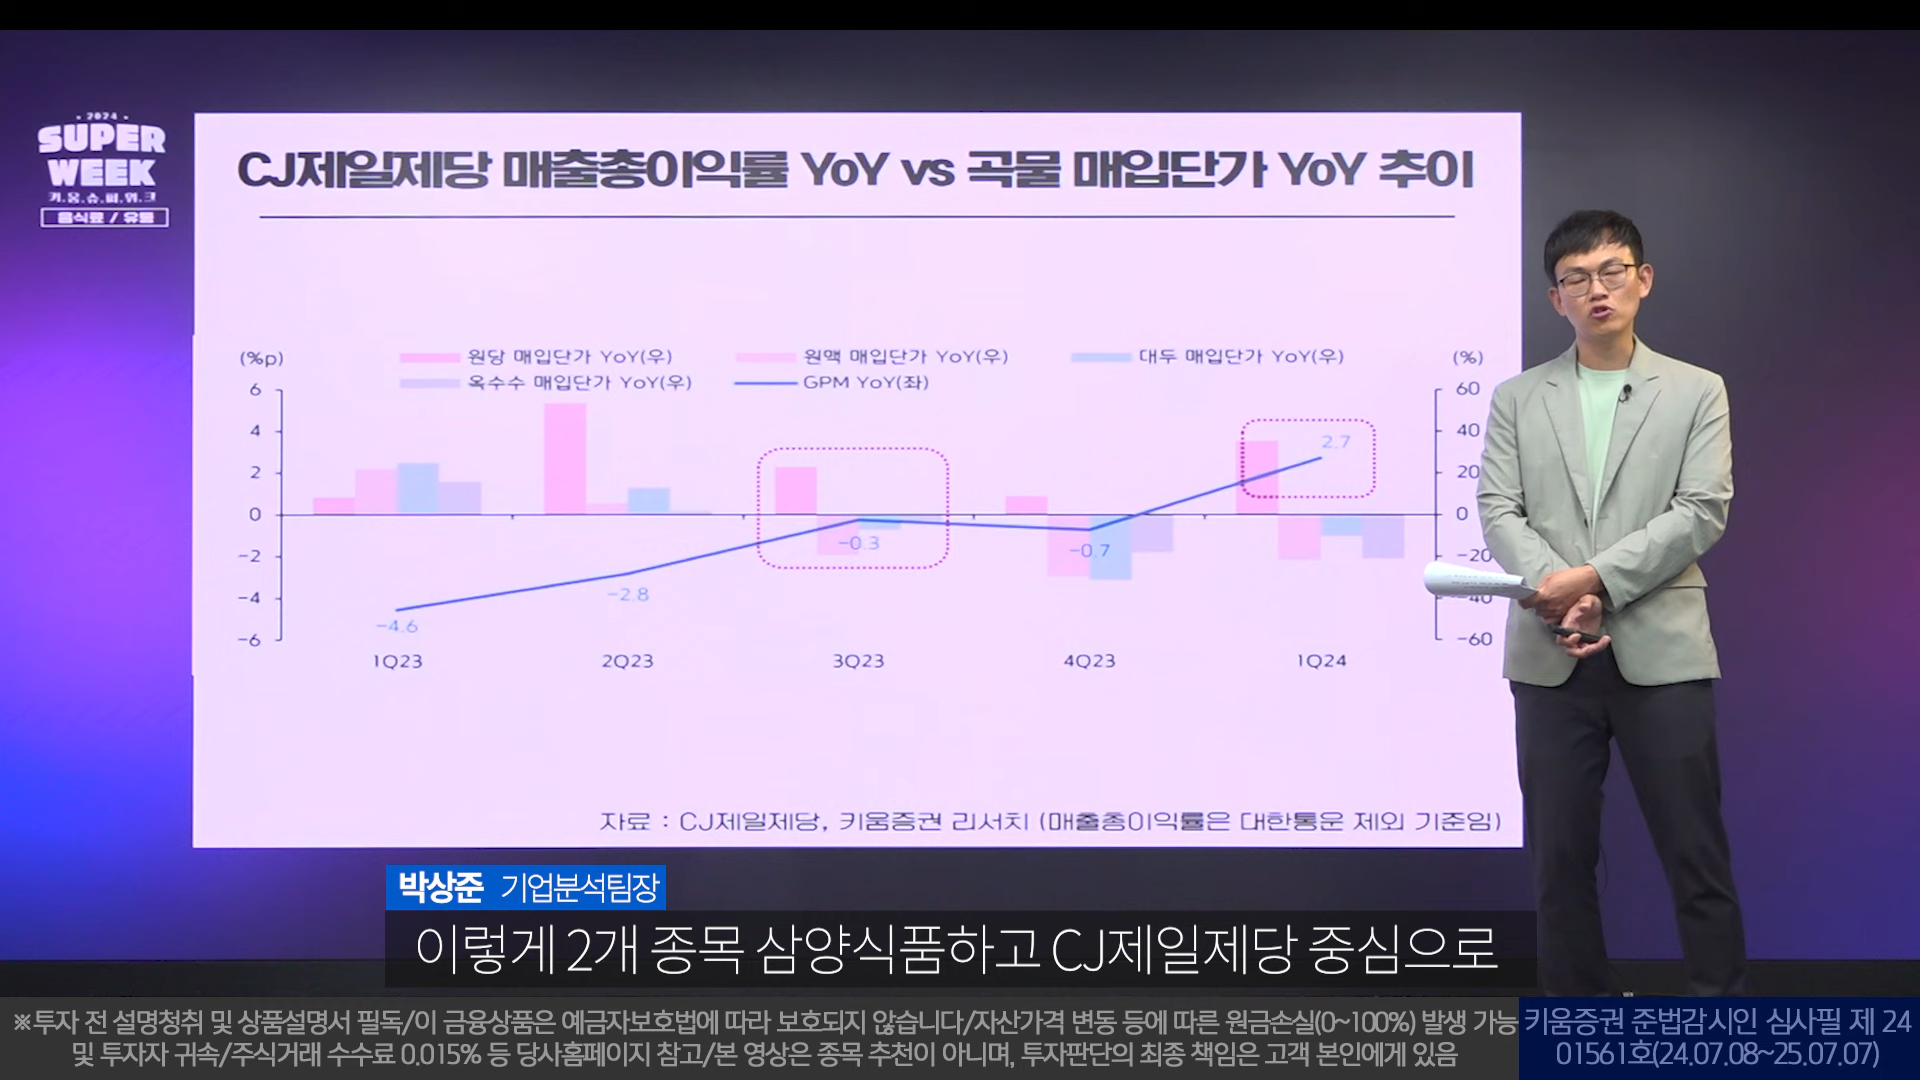 · 2024 ·
SUPER
WEEK
키.움.슈.퍼.위.크
음식료 / 유통
CJ제일제당 매출총이익률 YoY vs 곡물 매입단가 YoY 추이
(%p)
원당 매입단가 YoY(우)
원맥 매입단가 YoY(우)
대두 매입단가 YoY(우)
(%)
옥수수 매입단가 YoY(우)
GPM YoY(좌)
6
4
2
0
-2
-4
-6
60
40
20
0
-20
-40
-60
-4.6
-2.8
-0.3
-0.7
2.7
1Q23
2Q23
3Q23
4Q23
1Q24
자료 : CJ제일제당, 키움증권 리서치 (매출총이익률은 대한통운 제외 기준임)
박상준 기업분석팀장
이렇게 2개 종목 삼양식품하고 CJ제일제당 중심으로
※투자 전 설명청취 및 상품설명서 필독/이 금융상품은 예금자보호법에 따라 보호되지 않습니다/자산가격 변동 등에 따른 원금손실(0~100%) 발생 가능
및 투자자 귀속/주식거래 수수료 0.015% 등 당사홈페이지 참고/본 영상은 종목 추천이 아니며, 투자판단의 최종 책임은 고객 본인에게 있음
키움증권 준법감시인 심사필 제 24
01561호(24.07.08~25.07.07)